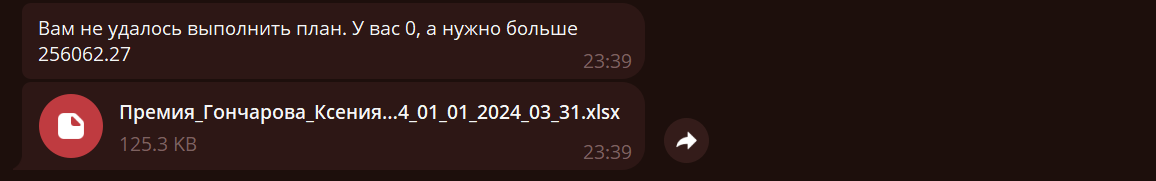 Вам не удалось выполнить план. У вас 0, а нужно больше
256062.27
23:39
Премия_Гончарова_Ксения...4_01_01_2024_03_31.xlsx
125.3 KB
23:39